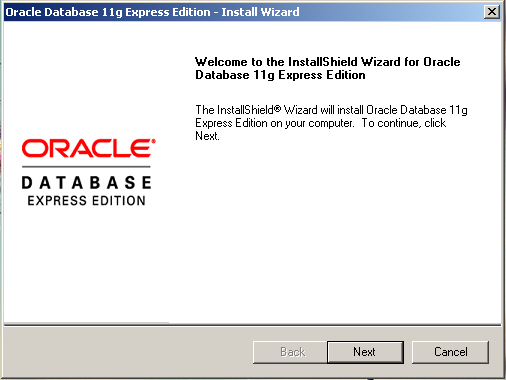 Oracle Database 11g Express Edition - Install Wizard
Welcome to the InstallShield Wizard for Oracle
Database 11g Express Edition
The InstallShield® Wizard will install Oracle Database 11g
Express Edition on your computer. To continue, click
Next.
ORACLE®
DATABASE
EXPRESS EDITION
Back
Next
Cancel